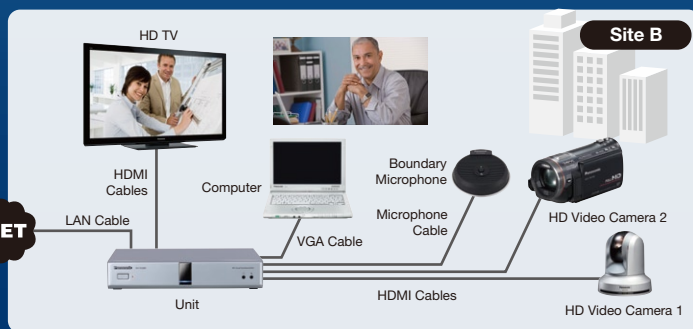 HD TV
Site B
HDMI
Cables
Computer
Boundary
Microphone
LAN Cable
ET
Microphone
Cable
VGA Cable
HD Video Camera 2
Unit
HDMI Cables
HD Video Camera 1